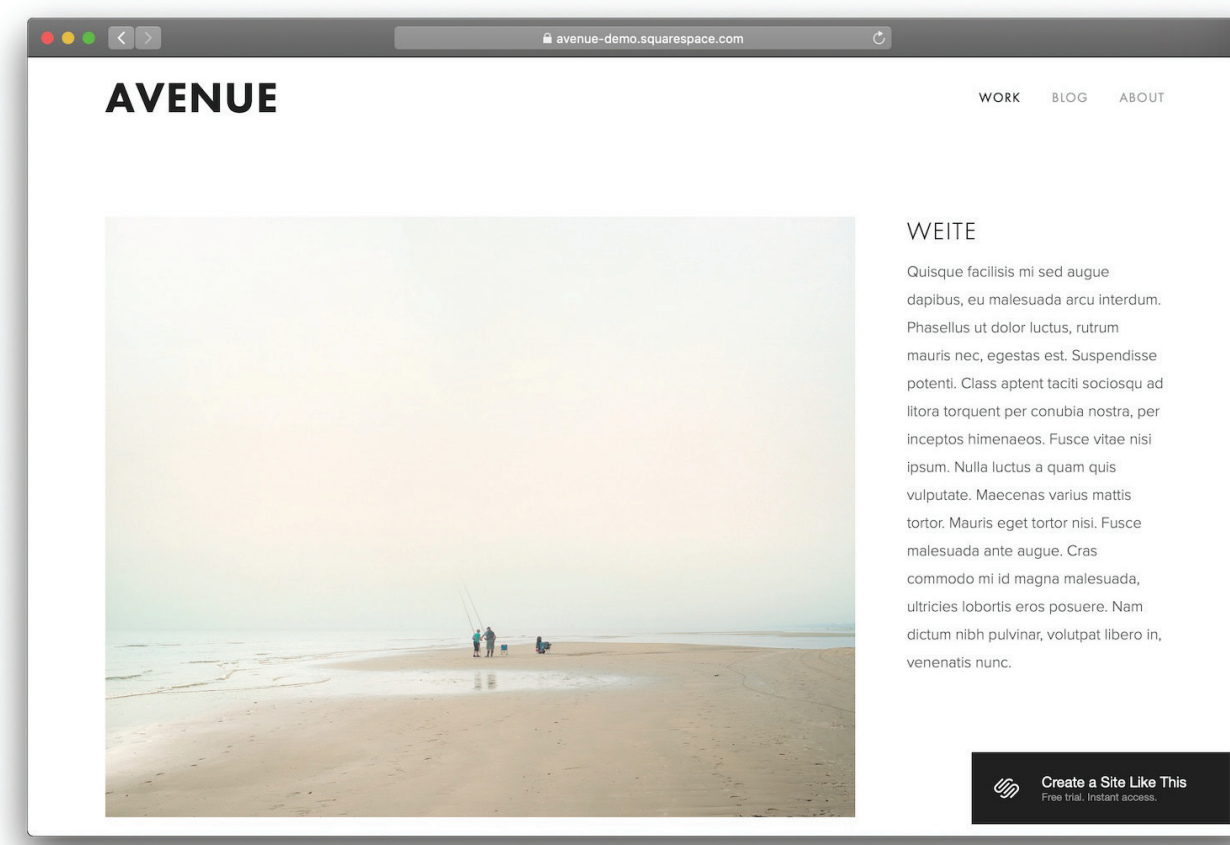 avenue-demo.squarespace.com
AVENUE
WORK BLOG ABOUT
WEITE
Quisque facilisis mi sed augue
dapibus, eu malesuada arcu interdum.
Phasellus ut dolor luctus, rutrum
mauris nec, egestas est. Suspendisse
potenti. Class aptent taciti sociosqu ad
litora torquent per conubia nostra, per
inceptos himenaeos. Fusce vitae nisi
ipsum. Nulla luctus a quam quis
vulputate. Maecenas varius mattis
tortor. Mauris eget tortor nisi. Fusce
malesuada ante augue. Cras
commodo mi id magna malesuada,
ultricies lobortis eros posuere. Nam
dictum nibh pulvinar, volutpat libero in,
venenatis nunc.
Create a Site Like This
Free trial. Instant access.